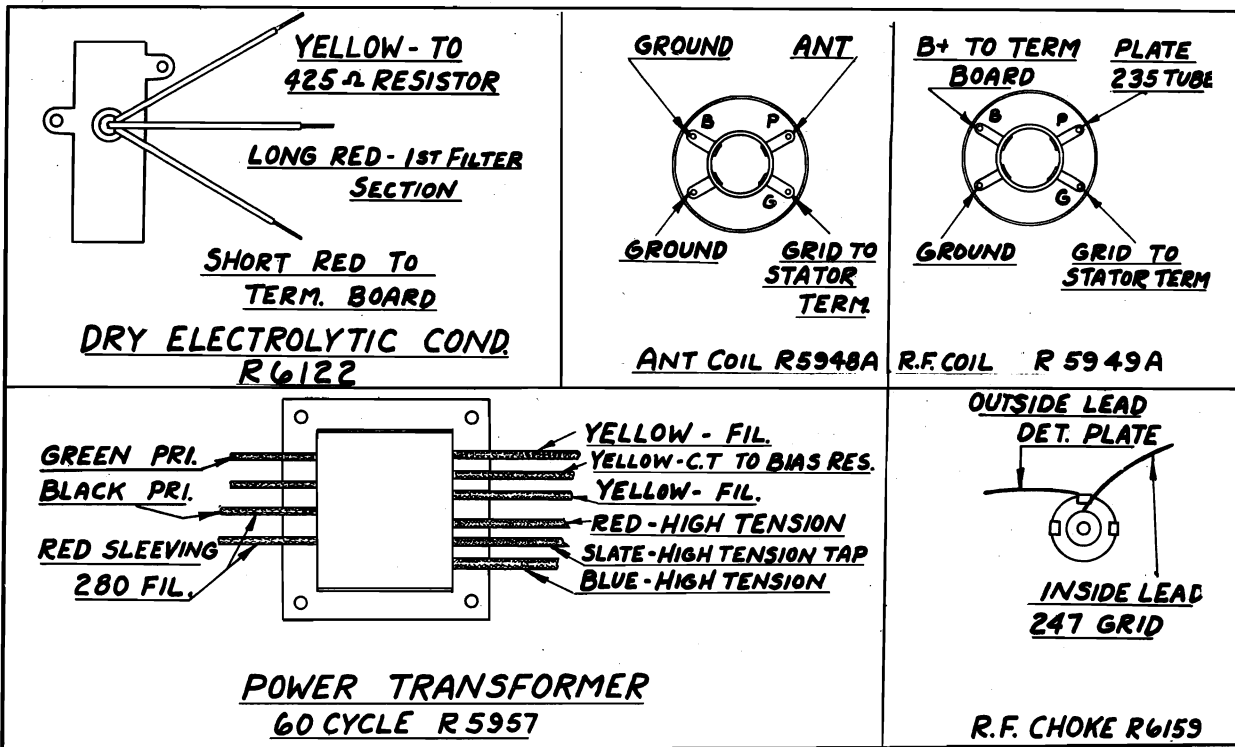 YELLOW - TO
425 Ω RESISTOR
LONG RED - 1ST FILTER
SECTION
SHORT RED TO
TERM. BOARD
DRY ELECTROLYTIC COND.
R6122
GROUND
ANT
B
P
G
GROUND
GRID TO
STATOR
TERM.
ANT COIL R5948A
B+ TO TERM
BOARD
PLATE
235 TUBE
B
P
G
GROUND
GRID TO
STATOR TERM
R.F. COIL R 5949A
GREEN PRI.
BLACK PRI.
RED SLEEVING
280 FIL.
YELLOW - FIL.
YELLOW-C.T TO BIAS RES.
YELLOW- FIL.
RED-HIGH TENSION
SLATE-HIGH TENSION TAP
BLUE-HIGH TENSION
POWER TRANSFORMER
60 CYCLE R5957
OUTSIDE LEAD
DET. PLATE
INSIDE LEAD
247 GRID
R.F. CHOKE R6159